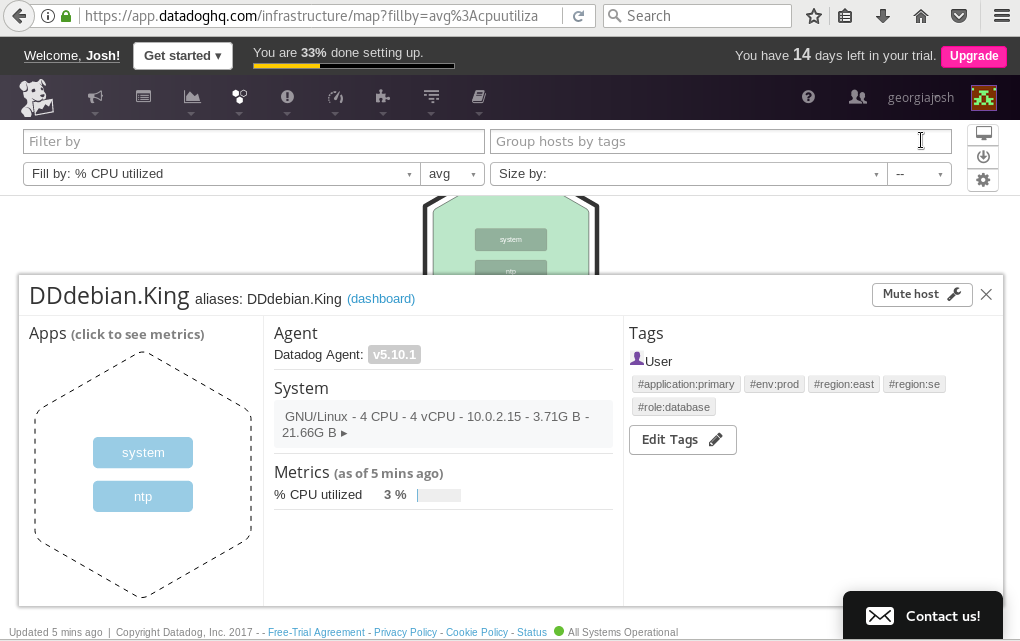 https://app.datadoghq.com/infrastructure/map?fillby=avg%3Acpuutiliza
Search
Welcome, Josh!
Get started ▾
You are 33% done setting up.
You have 14 days left in your trial.
Upgrade
georgiajosh
Filter by
Group hosts by tags
Fill by: % CPU utilized
avg
Size by:
--
system
ntp
DDdebian.King aliases: DDdebian.King (dashboard)
Mute host
Apps (click to see metrics)
system
ntp
Agent
Datadog Agent: v5.10.1
System
GNU/Linux - 4 CPU - 4 vCPU - 10.0.2.15 - 3.71G B -
21.66G B ▸
Metrics (as of 5 mins ago)
% CPU utilized 3 %
Tags
User
#application:primary #env:prod #region:east #region:se
#role:database
Edit Tags
Contact us!
Updated 5 mins ago | Copyright Datadog, Inc. 2017 - - Free-Trial Agreement - Privacy Policy - Cookie Policy - Status All Systems Operational